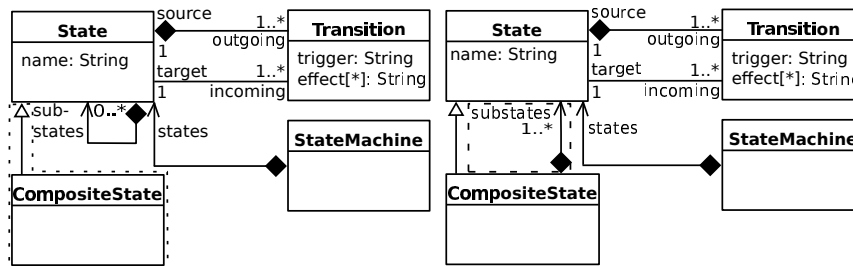 source
State
1..*
Transition
name: String
1
outgoing
trigger: String
effect[*]: String
target
1..*
1
incoming
sub-
states
0..*
states
StateMachine
CompositeState
source
State
1..*
Transition
name: String
1
outgoing
trigger: String
effect[*]: Strin
target
1..*
1
incoming
substates
1..*
states
StateMachine
CompositeState